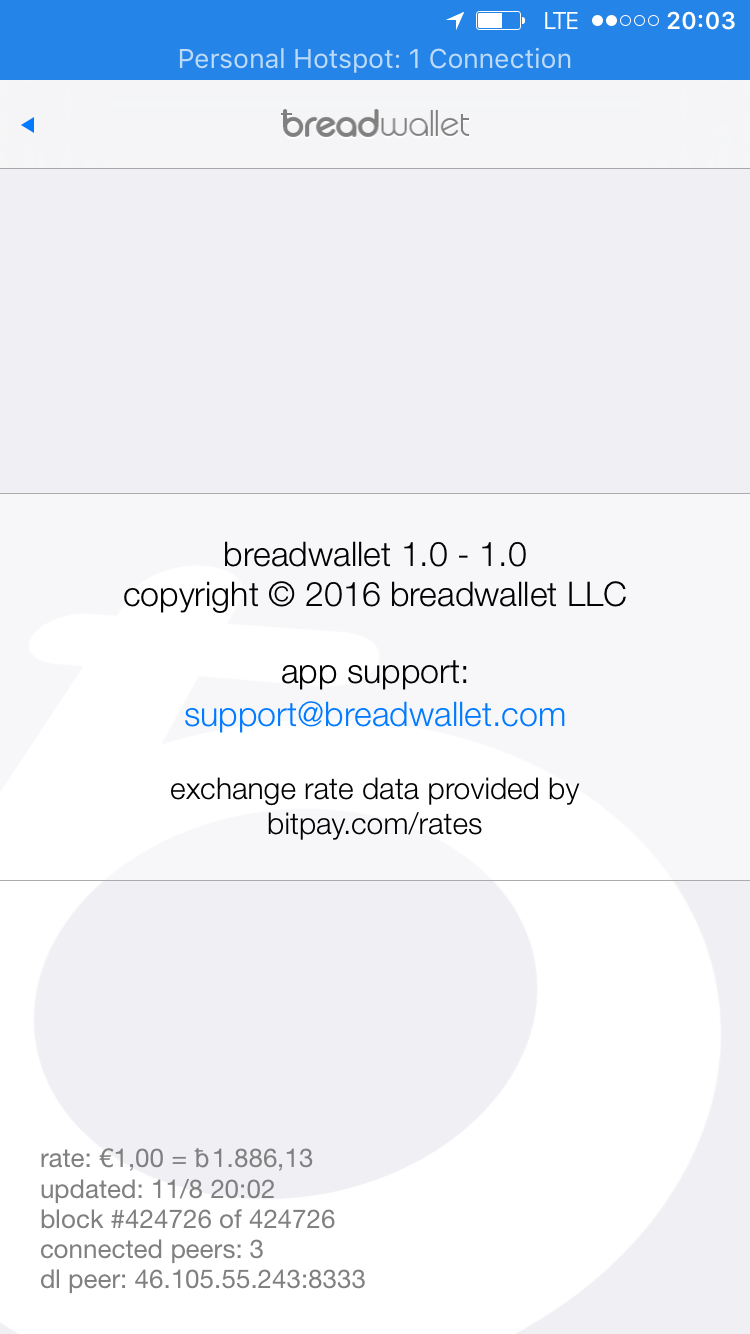 LTE 20:03
Personal Hotspot: 1 Connection
breadwallet
breadwallet 1.0 - 1.0
copyright © 2016 breadwallet LLC
app support:
support@breadwallet.com
exchange rate data provided by
bitpay.com/rates
rate: €1,00 = ƀ1.886,13
updated: 11/8 20:02
block #424726 of 424726
connected peers: 3
dl peer: 46.105.55.243:8333